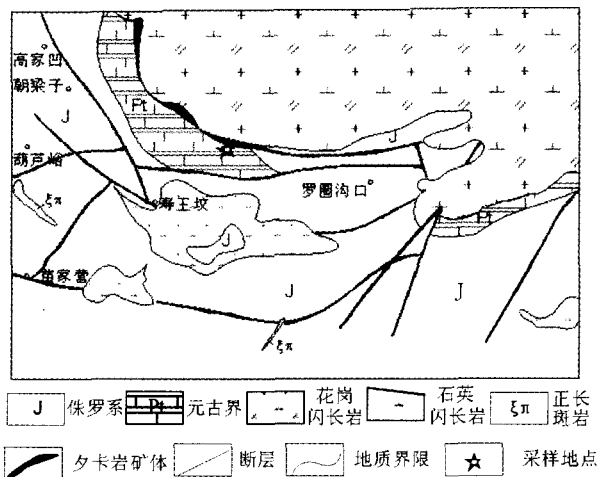 高家凹
朝梁子
J
Pt
J
葫芦峪
ξπ
寿王坟
罗圈沟口
Pt
J
苗家营
J
J
ξπ
J 侏罗系
Pt 元古界
花岗闪长岩
石英闪长岩
ξπ 正长斑岩
夕卡岩矿体
断层
地质界限
采样地点